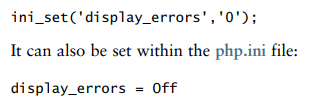 ini_set('display_errors','0');
It can also be set within the php.ini file:
display_errors = Off